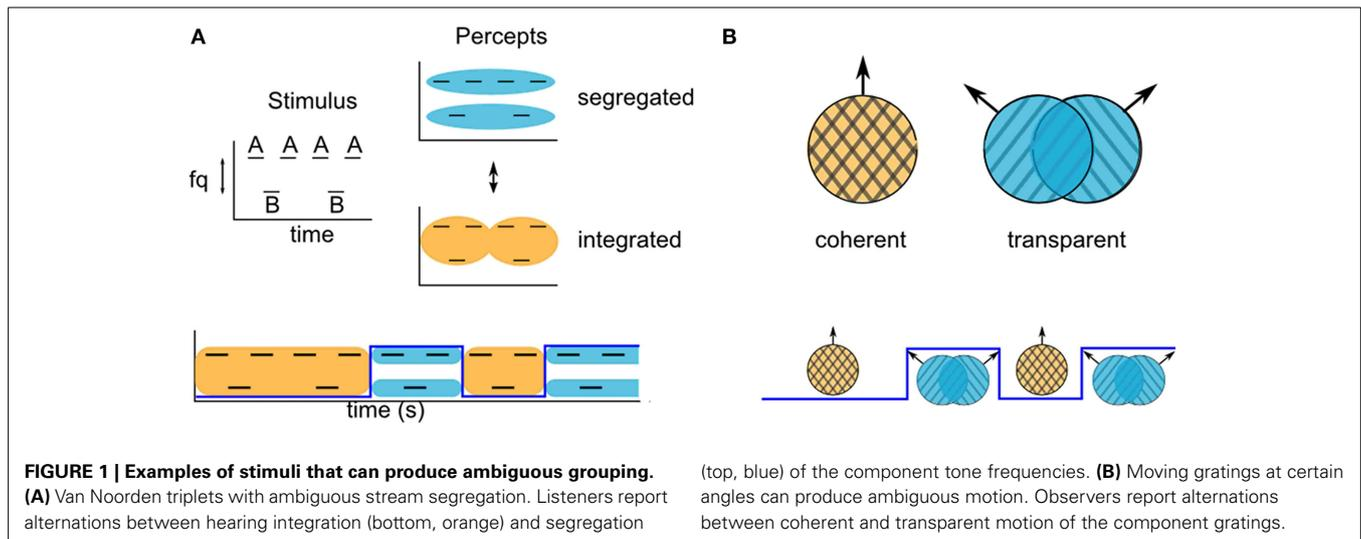 A
Percepts
Stimulus
segregated
A A A A
fq
B B
time
integrated
time (s)
B
coherent
transparent
FIGURE 1 | Examples of stimuli that can produce ambiguous grouping.
(A) Van Noorden triplets with ambiguous stream segregation. Listeners report
alternations between hearing integration (bottom, orange) and segregation
(top, blue) of the component tone frequencies. (B) Moving gratings at certain
angles can produce ambiguous motion. Observers report alternations
between coherent and transparent motion of the component gratings.